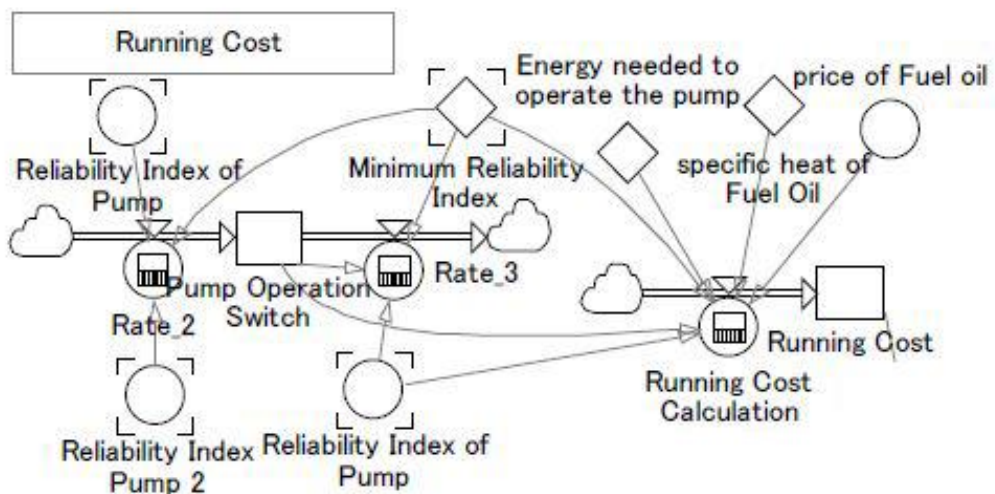 Running Cost
Energy needed to
operate the pump
price of Fuel oil
Reliability Index of
Pump
Minimum Reliability
Index
specific heat of
Fuel Oil
Rate_2
Pump Operation
Switch
Rate_3
Running Cost
Running Cost
Calculation
Reliability Index
Pump 2
Reliability Index of
Pump